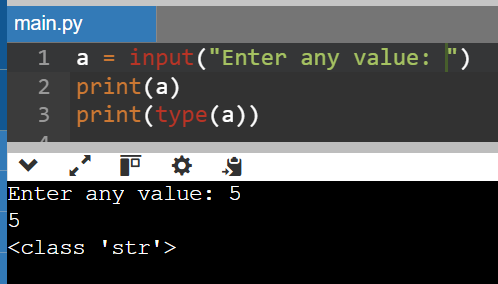 main.py
1 a = input("Enter any value: ")
2 print(a)
3 print(type(a))
4
Enter any value: 5
5
<class 'str'>